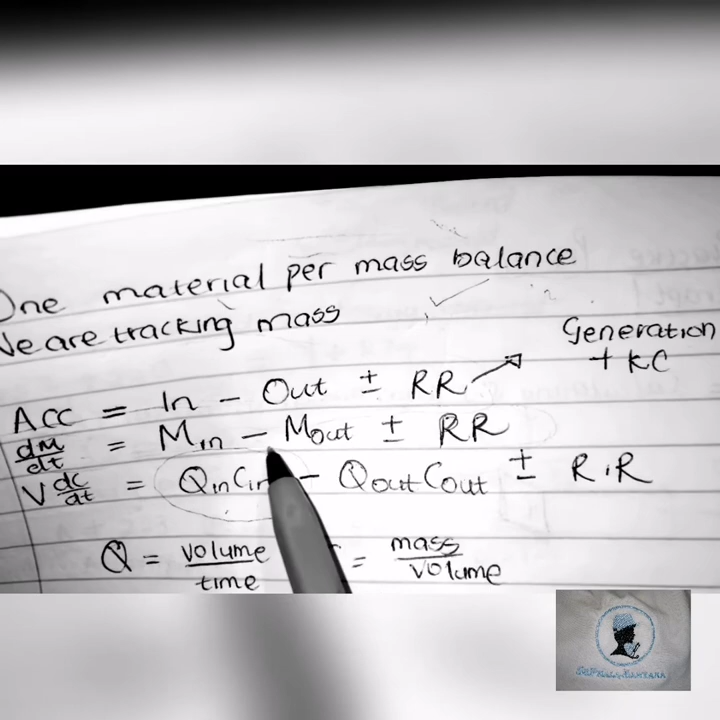 One material per mass balance
We are tracking mass
Generation
+ KC
Acc = In - Out ± RR
dM/dt = Min - Mout ± RR
V dC/dt = QinCin - QoutCout ± R.R
Q = volume/time = mass/volume